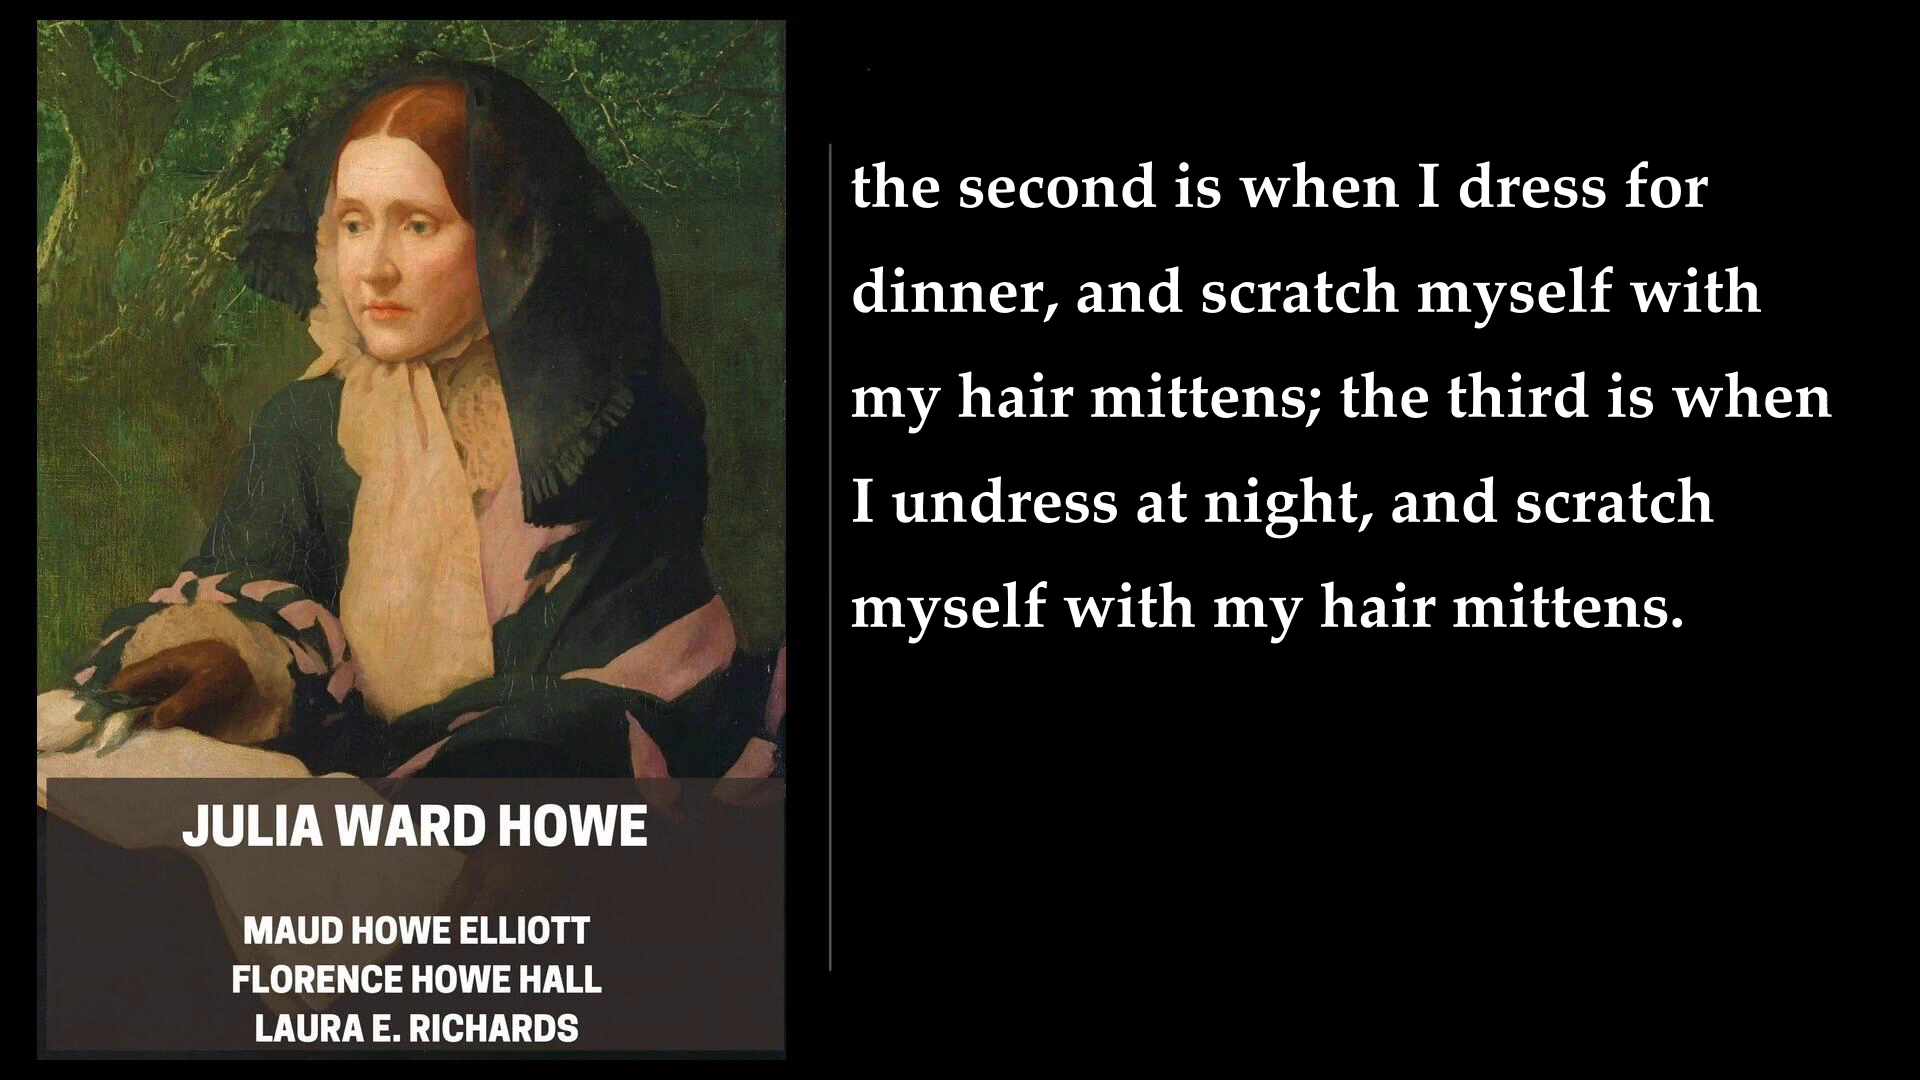 JULIA WARD HOWE
MAUD HOWE ELLIOTT
FLORENCE HOWE HALL
LAURA E. RICHARDS
the second is when I dress for
dinner, and scratch myself with
my hair mittens; the third is when
I undress at night, and scratch
myself with my hair mittens.